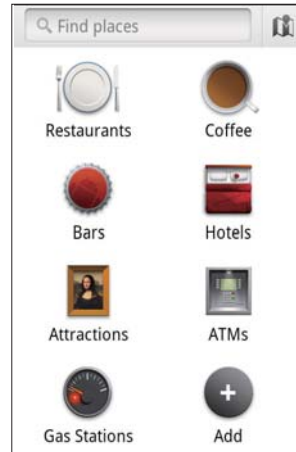 Find places
Restaurants Coffee
Bars Hotels
Attractions ATMs
Gas Stations Add